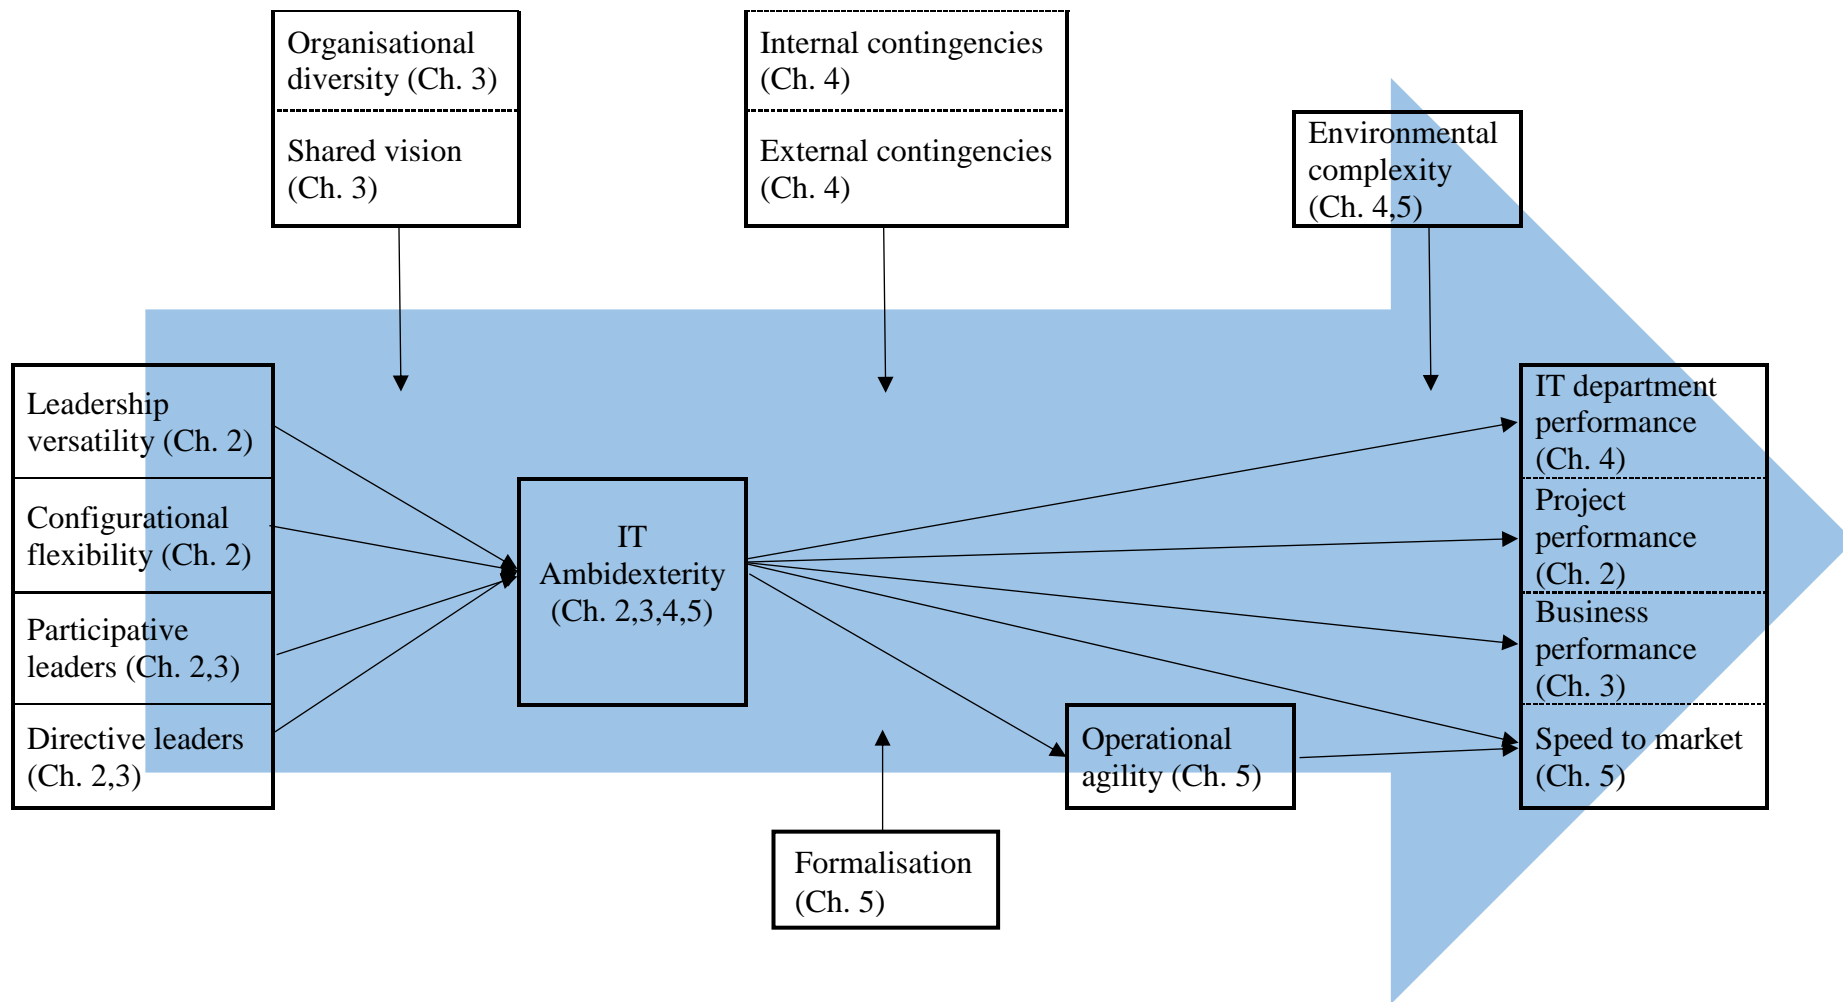 Organisational
diversity (Ch. 3)
Shared vision
(Ch. 3)
Internal contingencies
(Ch. 4)
External contingencies
(Ch. 4)
Environmental
complexity
(Ch. 4,5)
Leadership
versatility (Ch. 2)
Configurational
flexibility (Ch. 2)
Participative
leaders (Ch. 2,3)
Directive leaders
(Ch. 2,3)
IT
Ambidexterity
(Ch. 2,3,4,5)
Operational
agility (Ch. 5)
IT department
performance
(Ch. 4)
Project
performance
(Ch. 2)
Business
performance
(Ch. 3)
Speed to market
(Ch. 5)
Formalisation
(Ch. 5)